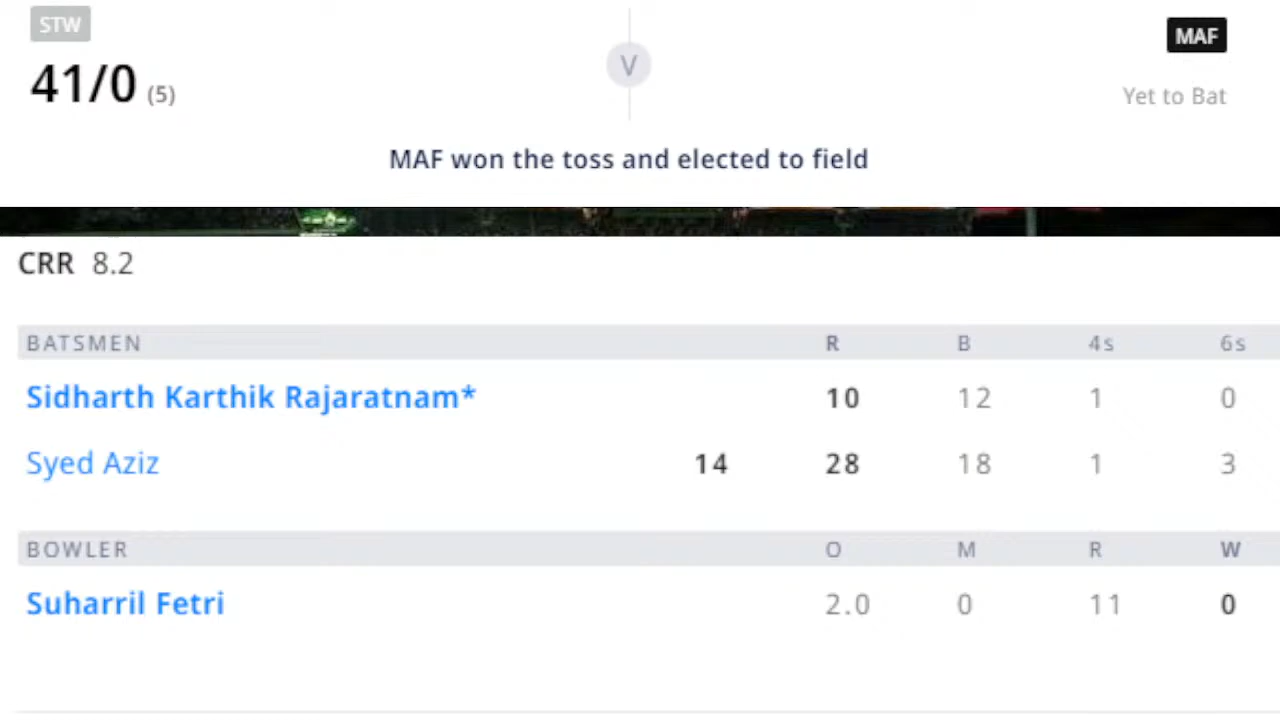 STW
MAF
41/0 (5)
V
Yet to Bat
MAF won the toss and elected to field
CRR 8.2
BATSMEN R B 4s 6s
Sidharth Karthik Rajaratnam* 10 12 1 0
Syed Aziz 14 28 18 1 3
BOWLER O M R W
Suharril Fetri 2.0 0 11 0